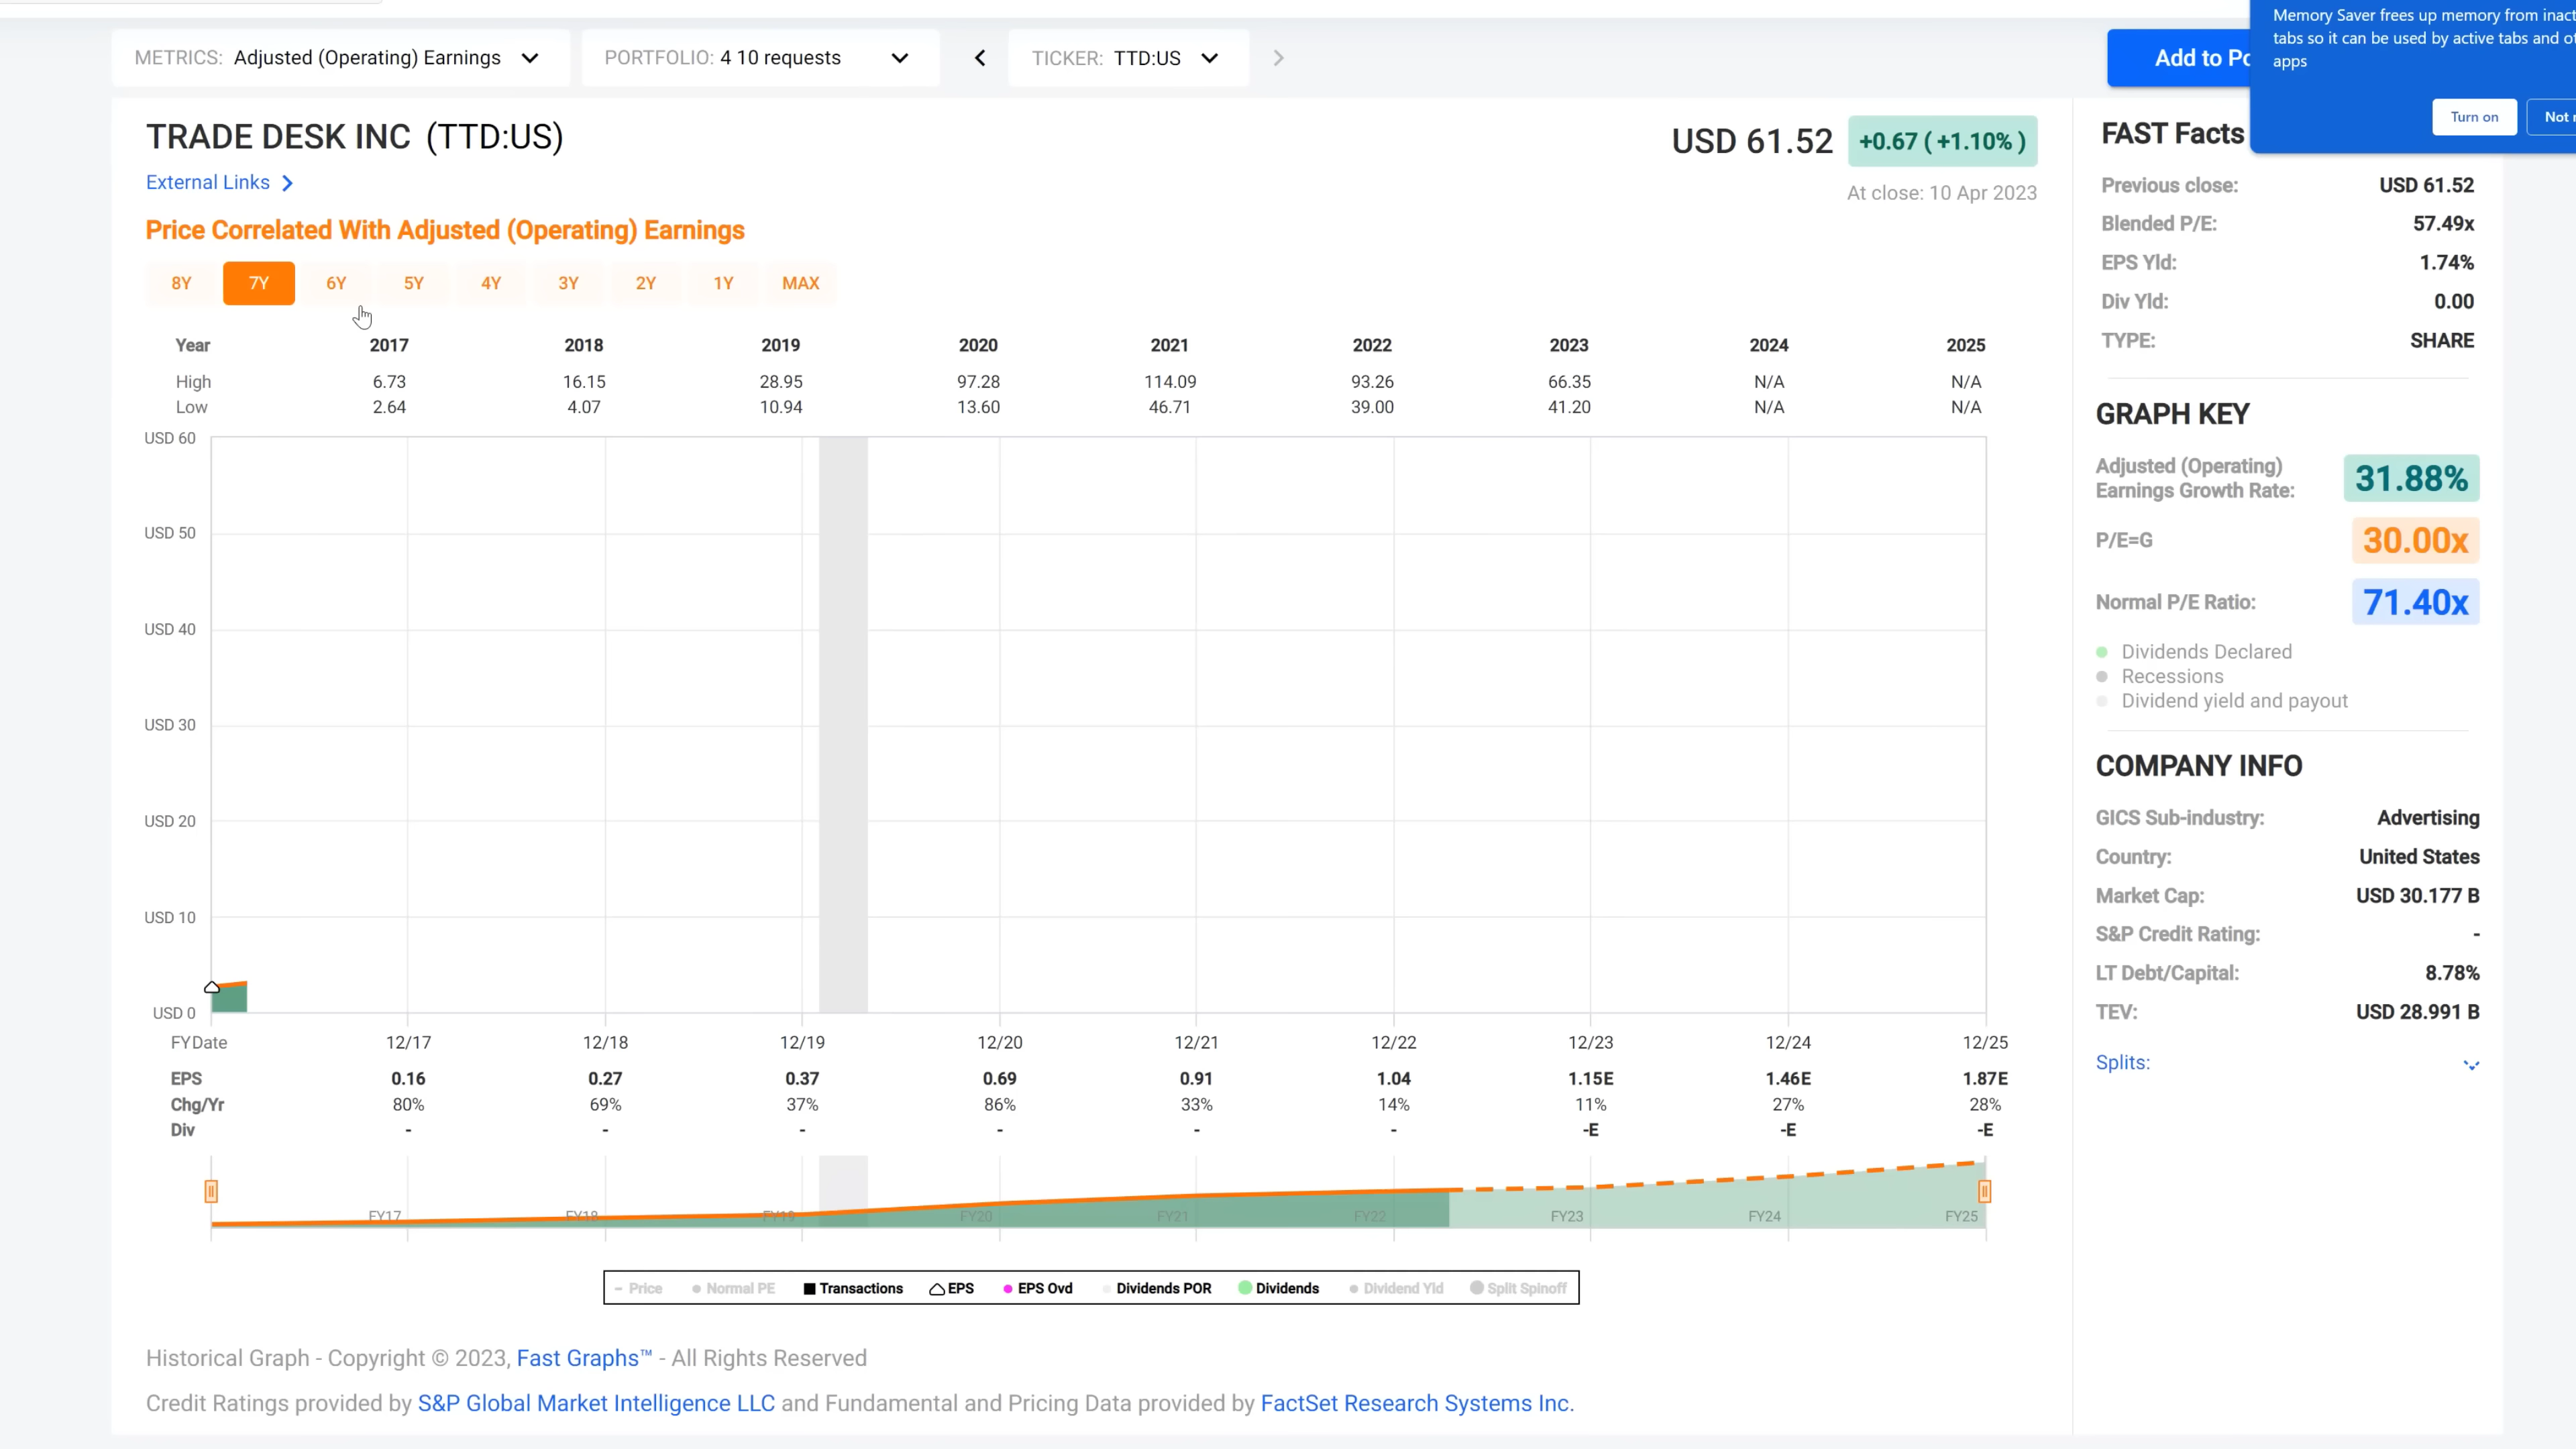 METRICS: Adjusted (Operating) Earnings PORTFOLIO: 4 10 requests TICKER: TTD:US
Add to
Memory Saver frees up memory from
tabs so it can be used by active tabs and
apps
Turn on
TRADE DESK INC (TTD:US)
USD 61.52 +0.67 ( +1.10% )
External Links
At close: 10 Apr 2023
Price Correlated With Adjusted (Operating) Earnings
8Y 7Y 6Y 5Y 4Y 3Y 2Y 1Y MAX
Year 2017 2018 2019 2020 2021 2022 2023 2024 2025
High 6.73 16.15 28.95 97.28 114.09 93.26 66.35 N/A N/A
Low 2.64 4.07 10.94 13.60 46.71 39.00 41.20 N/A N/A
USD 60
USD 50
USD 40
USD 30
USD 20
USD 10
USD 0
FYDate 12/17 12/18 12/19 12/20 12/21 12/22 12/23 12/24 12/25
EPS 0.16 0.27 0.37 0.69 0.91 1.04 1.15E 1.46E 1.87E
Chg/Yr 80% 69% 37% 86% 33% 14% 11% 27% 28%
Div - - - - - - -E -E -E
FY17 FY18 FY19 FY20 FY21 FY22 FY23 FY24 FY25
Price Normal PE Transactions EPS EPS Ovd Dividends POR Dividends Dividend Yld Split Spinoff
Historical Graph - Copyright © 2023, Fast Graphs™ - All Rights Reserved
Credit Ratings provided by S&P Global Market Intelligence LLC and Fundamental and Pricing Data provided by FactSet Research Systems Inc.
FAST Facts
Previous close: USD 61.52
Blended P/E: 57.49x
EPS Yld: 1.74%
Div Yld: 0.00
TYPE: SHARE
GRAPH KEY
Adjusted (Operating)
Earnings Growth Rate: 31.88%
P/E=G 30.00x
Normal P/E Ratio: 71.40x
Dividends Declared
Recessions
Dividend yield and payout
COMPANY INFO
GICS Sub-industry: Advertising
Country: United States
Market Cap: USD 30.177 B
S&P Credit Rating: -
LT Debt/Capital: 8.78%
TEV: USD 28.991 B
Splits: